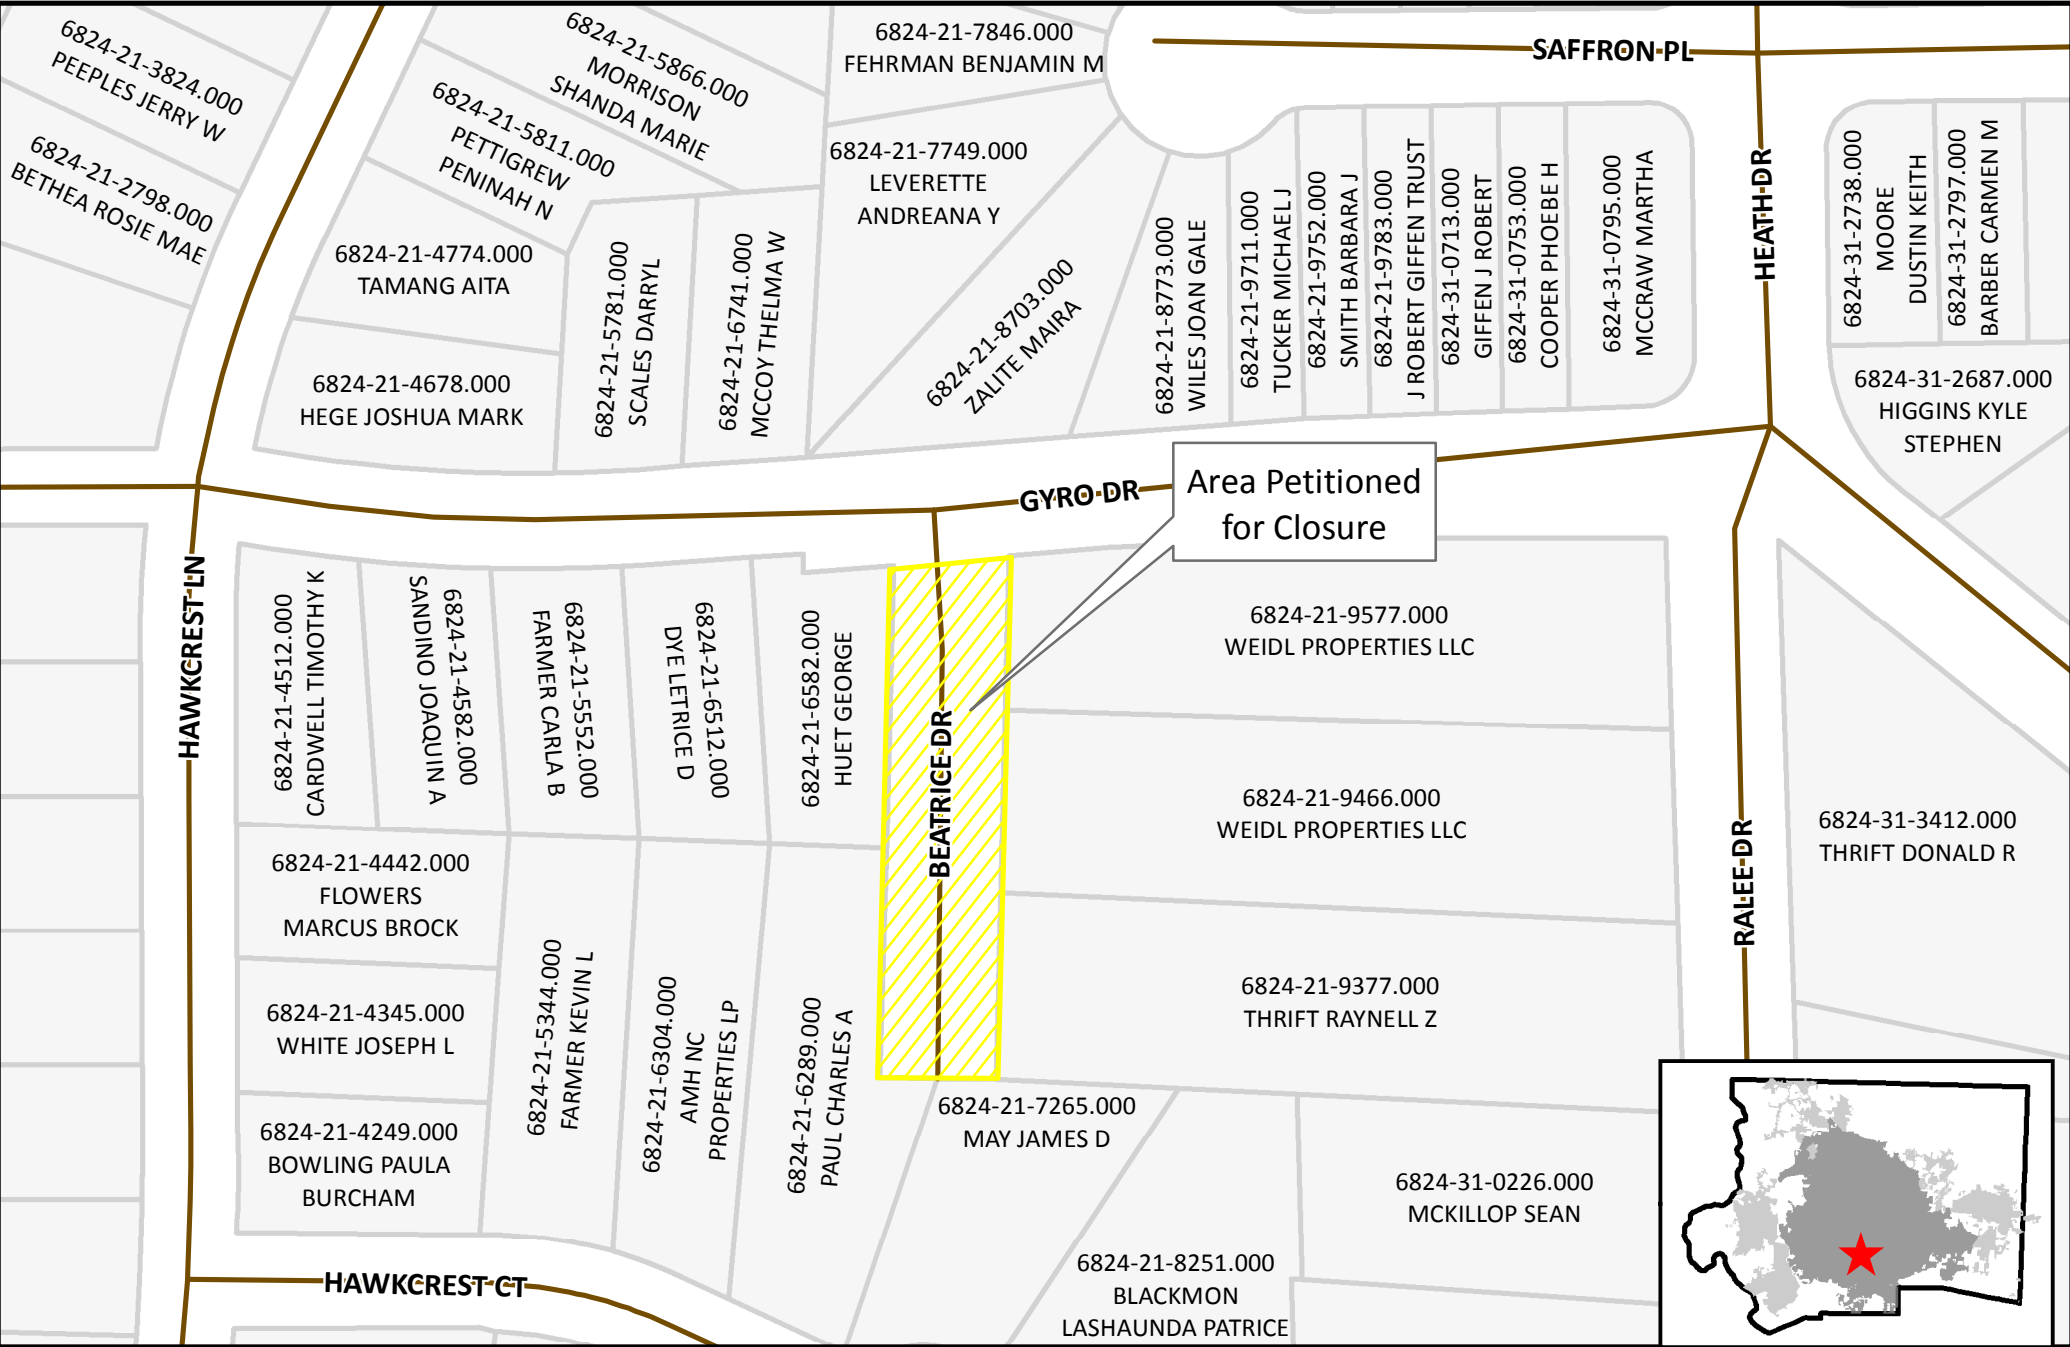 6824-21-3824.000
PEEPLES JERRY W
6824-21-2798.000
BETHEA ROSIE MAE
6824-21-5866.000
MORRISON
SHANDA MARIE
6824-21-5811.000
PETTIGREW
PENINAH N
6824-21-4774.000
TAMANG AITA
6824-21-4678.000
HEGE JOSHUA MARK
6824-21-5781.000
SCALES DARRYL
6824-21-6741.000
MCCOY THELMA W
6824-21-7846.000
FEHRMAN BENJAMIN M
6824-21-7749.000
LEVERETTE
ANDREANA Y
6824-21-8703.000
ZALITE MAIRA
6824-21-8773.000
WILES JOAN GALE
6824-21-9711.000
TUCKER MICHAEL J
6824-21-9752.000
SMITH BARBARA J
6824-21-9783.000
J ROBERT GIFFEN TRUST
6824-31-0713.000
GIFFEN J ROBERT
6824-31-0753.000
COOPER PHOEBE H
6824-31-0795.000
MCCRAW MARTHA
SAFFRON PL
HEATH DR
6824-31-2738.000
MOORE
DUSTIN KEITH
6824-31-2797.000
BARBER CARMEN M
6824-31-2687.000
HIGGINS KYLE
STEPHEN
GYRO DR
Area Petitioned
for Closure
HAWKCREST LN
6824-21-4512.000
CARDWELL TIMOTHY K
6824-21-4582.000
SANDINO JOAQUIN A
6824-21-5552.000
FARMER CARLA B
6824-21-6512.000
DYE LETRICE D
6824-21-6582.000
HUET GEORGE
BEATRICE DR
6824-21-9577.000
WEIDL PROPERTIES LLC
6824-21-9466.000
WEIDL PROPERTIES LLC
6824-21-9377.000
THRIFT RAYNELL Z
RALEE DR
6824-31-3412.000
THRIFT DONALD R
6824-21-4442.000
FLOWERS
MARCUS BROCK
6824-21-4345.000
WHITE JOSEPH L
6824-21-4249.000
BOWLING PAULA
BURCHAM
6824-21-5344.000
FARMER KEVIN L
6824-21-6304.000
AMH NC
PROPERTIES LP
6824-21-6289.000
PAUL CHARLES A
6824-21-7265.000
MAY JAMES D
6824-31-0226.000
MCKILLOP SEAN
6824-21-8251.000
BLACKMON
LASHAUNDA PATRICE
HAWKCREST CT